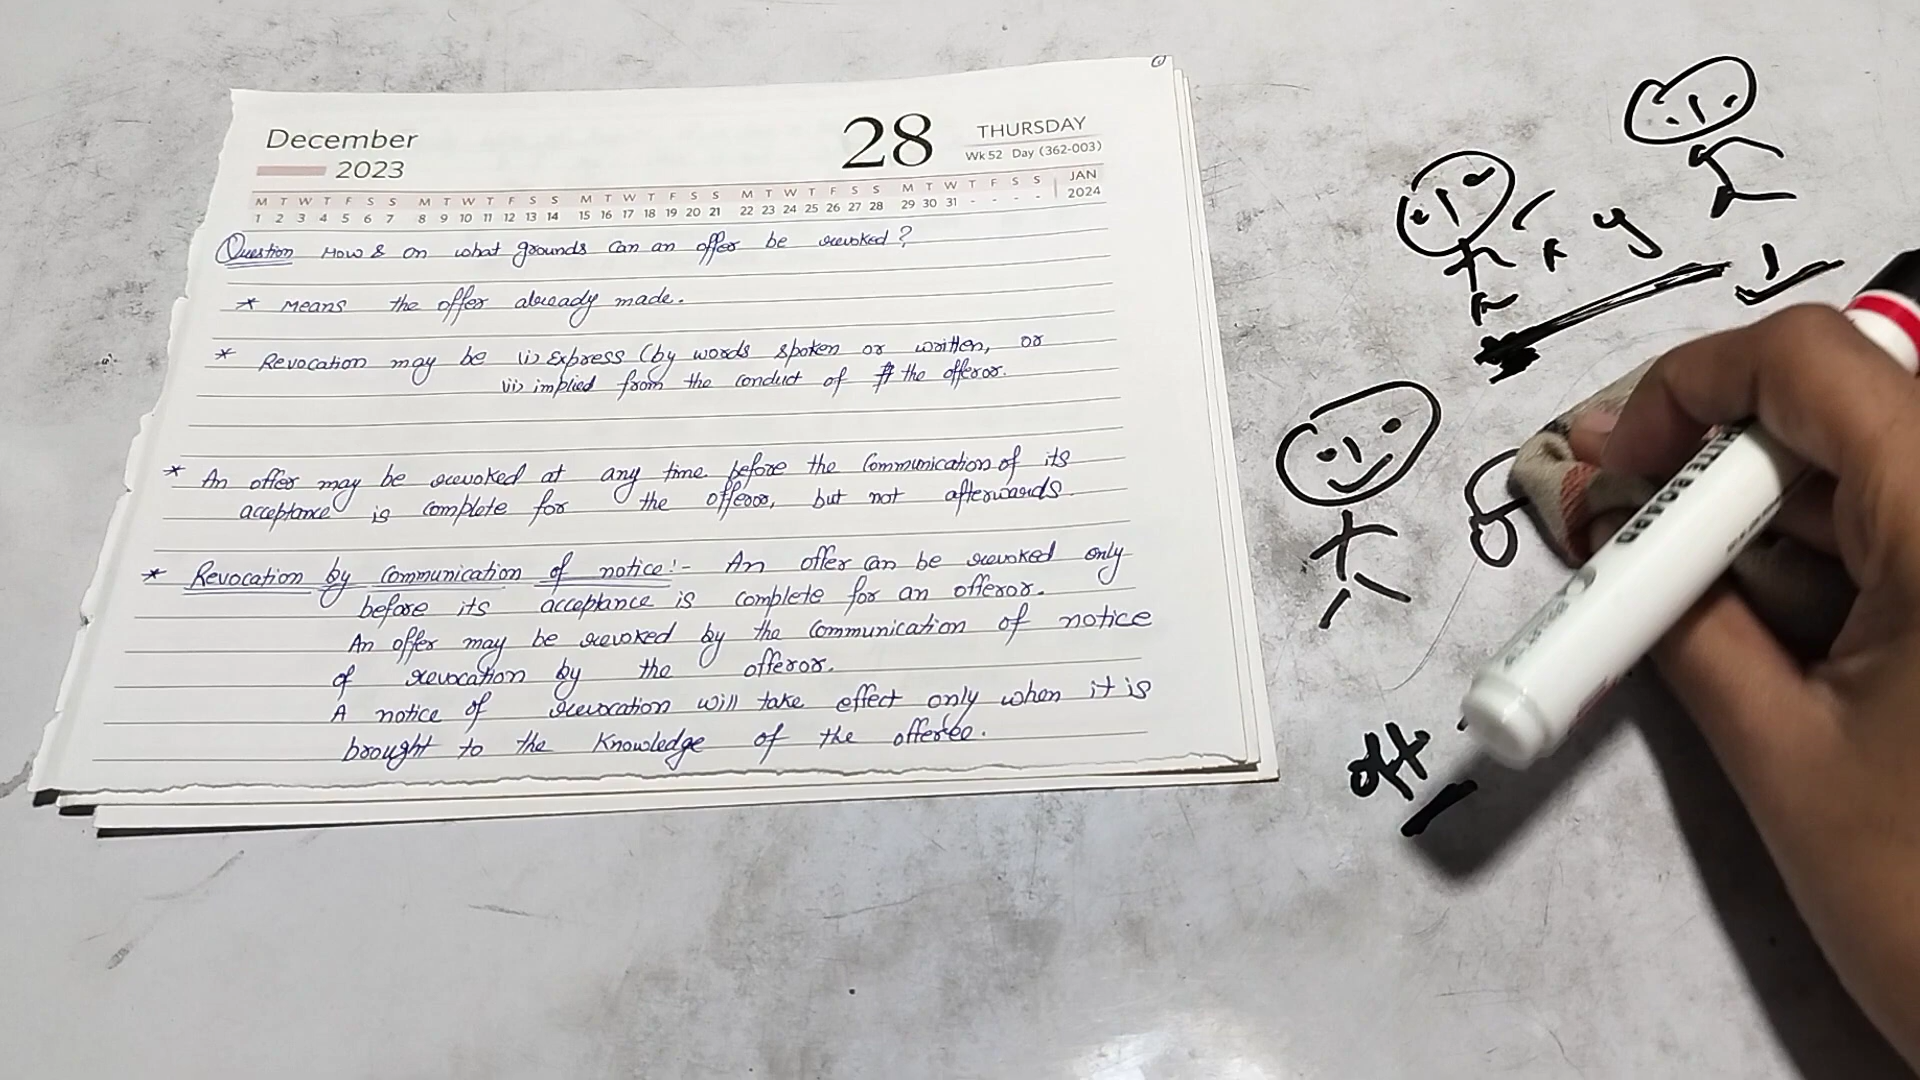 December
2023
28
THURSDAY
Wk 52 Day (362-003)
M T W T F S S M T W T F S S M T W T F S S M T W T F S S M T W T F S S JAN
1 2 3 4 5 6 7 8 9 10 11 12 13 14 15 16 17 18 19 20 21 22 23 24 25 26 27 28 29 30 31 - - - - 2024
Question How & on what grounds can an offer be revoked?
* Means the offer already made.
* Revocation may be (i) Express (by words spoken or written, or
(ii) implied from the conduct of the offeror.
* An offer may be revoked at any time before the Communication of its
acceptance is complete for the offeror, but not afterwards.
* Revocation by Communication of notice:- An offer can be revoked only
before its acceptance is complete for an offeror.
An offer may be revoked by the Communication of notice
of revocation by the offeror.
A notice of revocation will take effect only when it is
brought to the Knowledge of the offeree.
y
off
WHITEBOARD